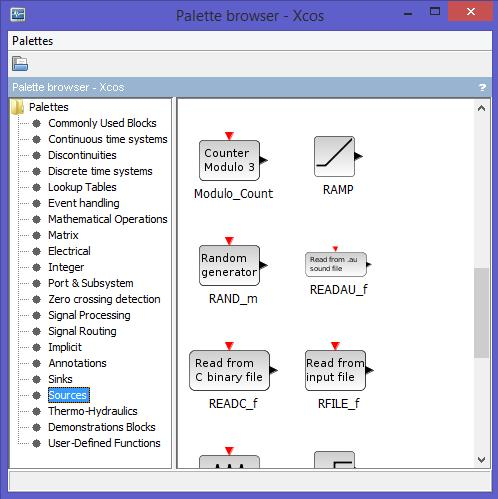 Palette browser - Xcos
Palettes
Palette browser - Xcos ?
Palettes
Commonly Used Blocks
Continuous time systems
Discontinuities
Discrete time systems
Lookup Tables
Event handling
Mathematical Operations
Matrix
Electrical
Integer
Port & Subsystem
Zero crossing detection
Signal Processing
Signal Routing
Implicit
Annotations
Sinks
Sources
Thermo-Hydraulics
Demonstrations Blocks
User-Defined Functions
Counter
Modulo 3
Modulo_Count
RAMP
Random
generator
RAND_m
Read from .au
sound file
READAU_f
Read from
C binary file
READC_f
Read from
input file
RFILE_f